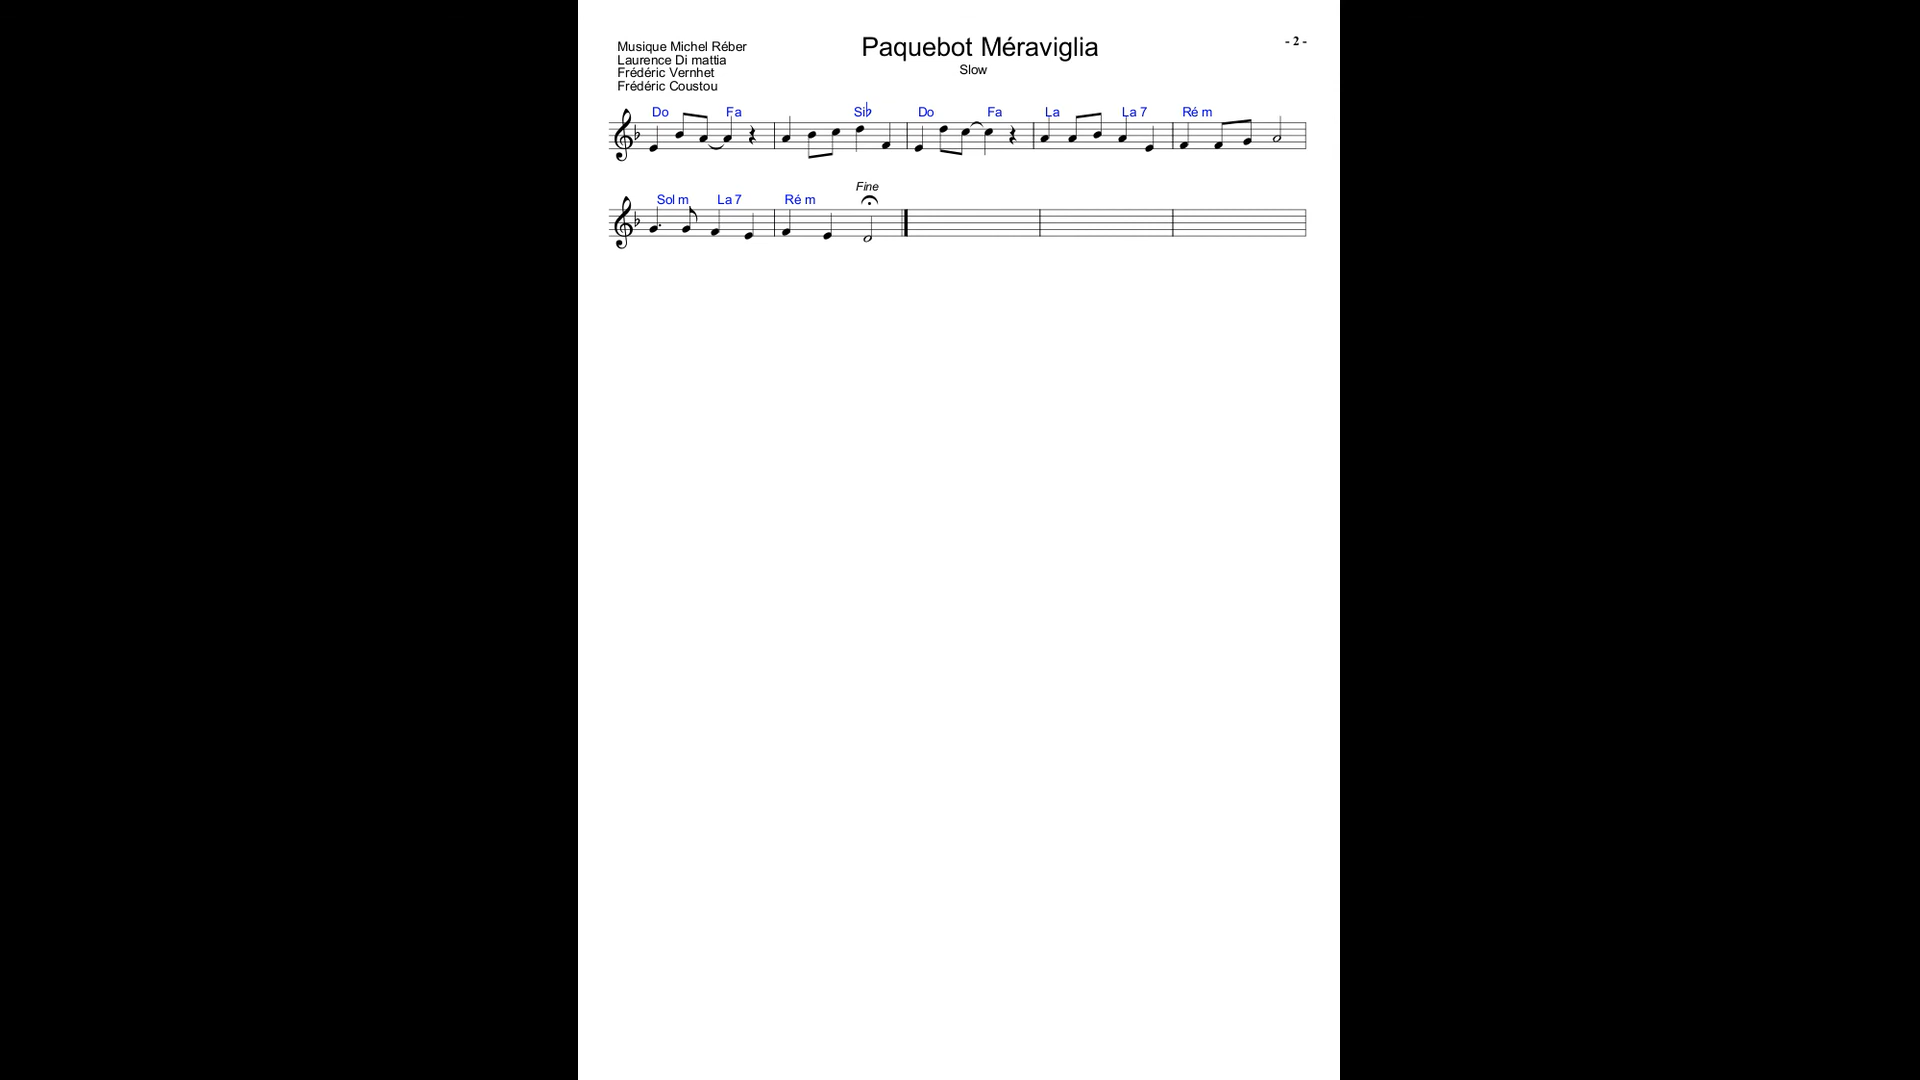 Musique Michel Réber
Laurence Di mattia
Frédéric Vernhet
Frédéric Coustou
Paquebot Méraviglia
Slow
- 2 -
Do Fa Si♭ Do Fa La La 7 Ré m
Fine
Sol m La 7 Ré m